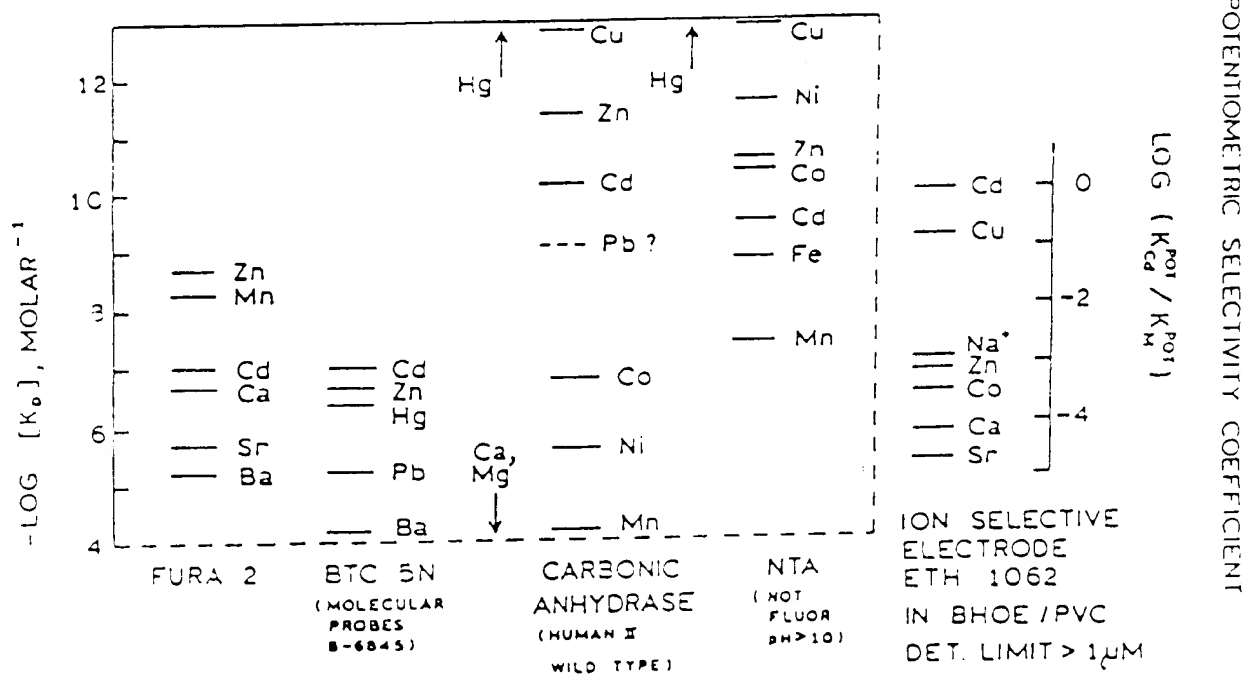 -LOG [K_D], MOLAR⁻¹
12
10
8
6
4
Zn
Mn
Cd
Ca
Sr
Ba
FURA 2
Cd
Zn
Hg
Pb
Ba
BTC 5N
(MOLECULAR
PROBES
B-6845)
Hg
Ca,
Mg
Cu
Zn
Cd
Pb?
Co
Ni
Mn
CARBONIC
ANHYDRASE
(HUMAN II
WILD TYPE)
Hg
Cu
Ni
Zn
Co
Cd
Fe
Mn
NTA
(NOT
FLUOR
pH>10)
Cd
Cu
Na⁺
Zn
Co
Ca
Sr
0
-2
-4
ION SELECTIVE
ELECTRODE
ETH 1062
IN BHOE/PVC
DET. LIMIT > 1µM
LOG (K_Cd^POT / K_M^POT)
POTENTIOMETRIC SELECTIVITY COEFFICIENT